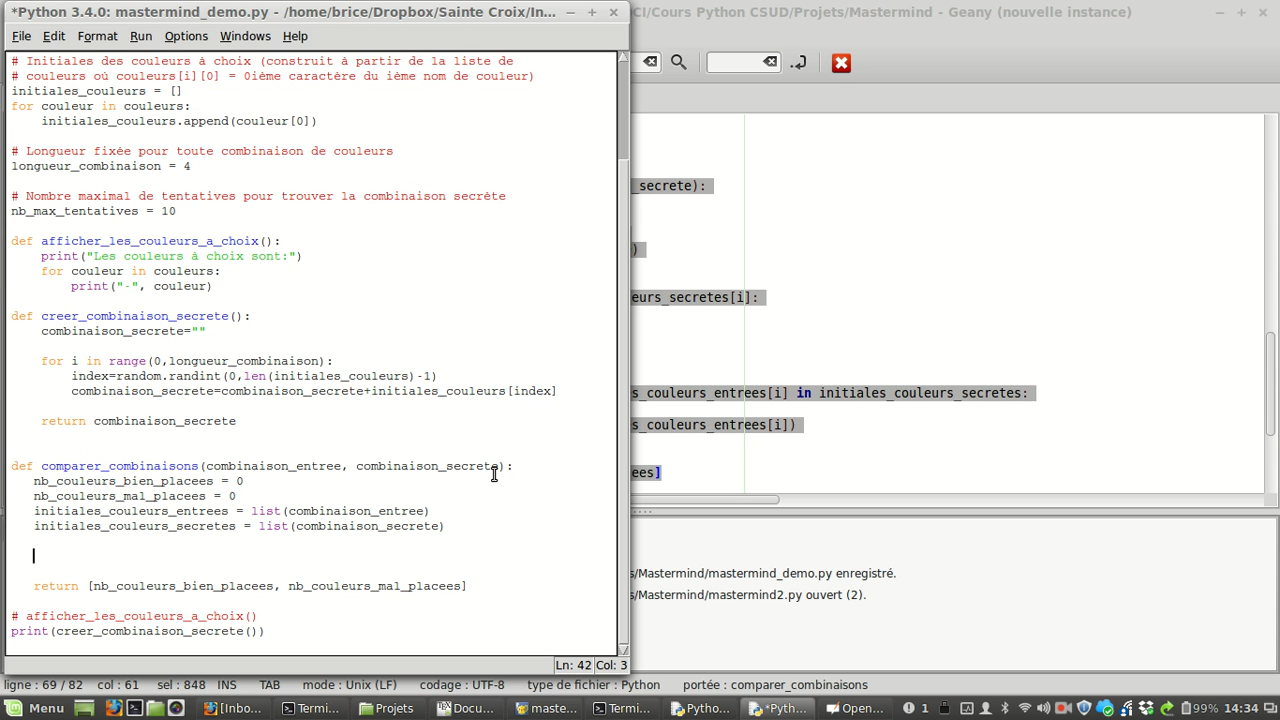 *Python 3.4.0: mastermind_demo.py - /home/brice/Dropbox/Sainte Croix/In...
CI/Cours Python CSUD/Projets/Mastermind - Geany (nouvelle instance)
File Edit Format Run Options Windows Help
# Initiales des couleurs à choix (construit à partir de la liste de
# couleurs où couleurs[i][0] = 0ième caractère du ième nom de couleur)
initiales_couleurs = []
for couleur in couleurs:
initiales_couleurs.append(couleur[0])
# Longueur fixée pour toute combinaison de couleurs
longueur_combinaison = 4
# Nombre maximal de tentatives pour trouver la combinaison secrète
nb_max_tentatives = 10
def afficher_les_couleurs_a_choix():
print("Les couleurs à choix sont:")
for couleur in couleurs:
print("-", couleur)
def creer_combinaison_secrete():
combinaison_secrete=""
for i in range(0,longueur_combinaison):
index=random.randint(0,len(initiales_couleurs)-1)
combinaison_secrete=combinaison_secrete+initiales_couleurs[index]
return combinaison_secrete
def comparer_combinaisons(combinaison_entree, combinaison_secrete):
nb_couleurs_bien_placees = 0
nb_couleurs_mal_placees = 0
initiales_couleurs_entrees = list(combinaison_entree)
initiales_couleurs_secretes = list(combinaison_secrete)
return [nb_couleurs_bien_placees, nb_couleurs_mal_placees]
# afficher_les_couleurs_a_choix()
print(creer_combinaison_secrete())
Ln: 42 Col: 3
_secrete):
)
eurs_secretes[i]:
s_couleurs_entrees[i] in initiales_couleurs_secretes:
s_couleurs_entrees[i])
ees]
s/Mastermind/mastermind_demo.py enregistré.
s/Mastermind/mastermind2.py ouvert (2).
ligne : 69 / 82 col : 61 sel : 848 INS TAB mode : Unix (LF) codage : UTF-8 type de fichier : Python portée : comparer_combinaisons
Menu [Inbo... Termi... Projets Docu... maste... Termi... Pytho... *Pyth... Open... 1 99% 14:34